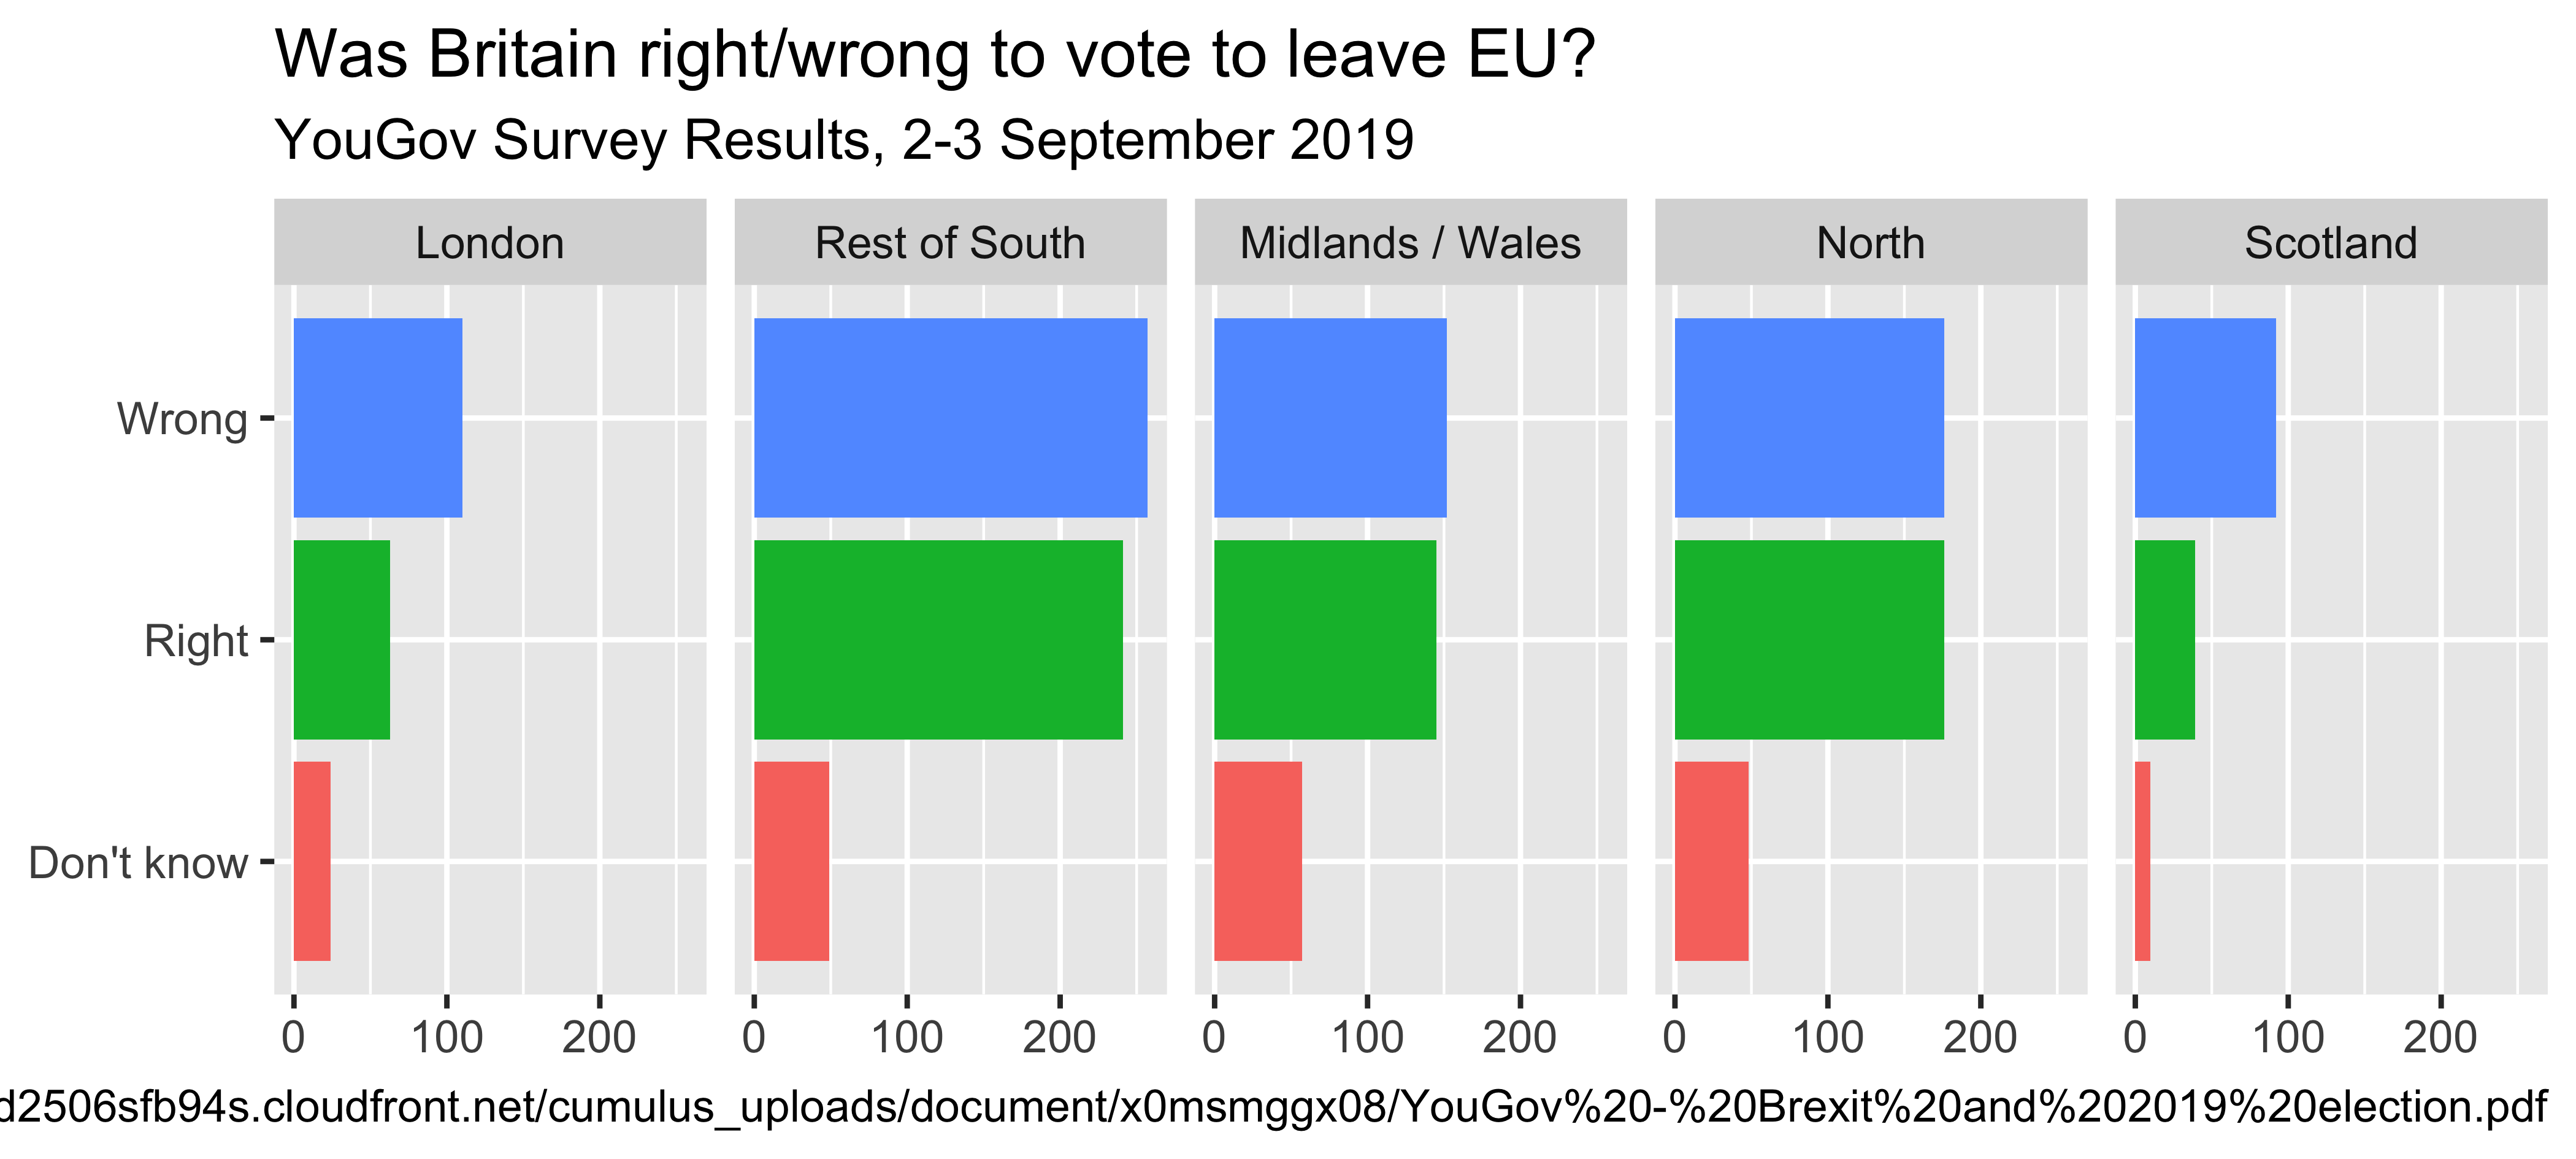 Was Britain right/wrong to vote to leave EU?
YouGov Survey Results, 2-3 September 2019
London Rest of South Midlands / Wales North Scotland
Wrong
Right
Don't know
0 100 200 0 100 200 0 100 200 0 100 200 0 100 200
d2506sfb94s.cloudfront.net/cumulus_uploads/document/x0msmggx08/YouGov%20-%20Brexit%20and%202019%20election.pdf